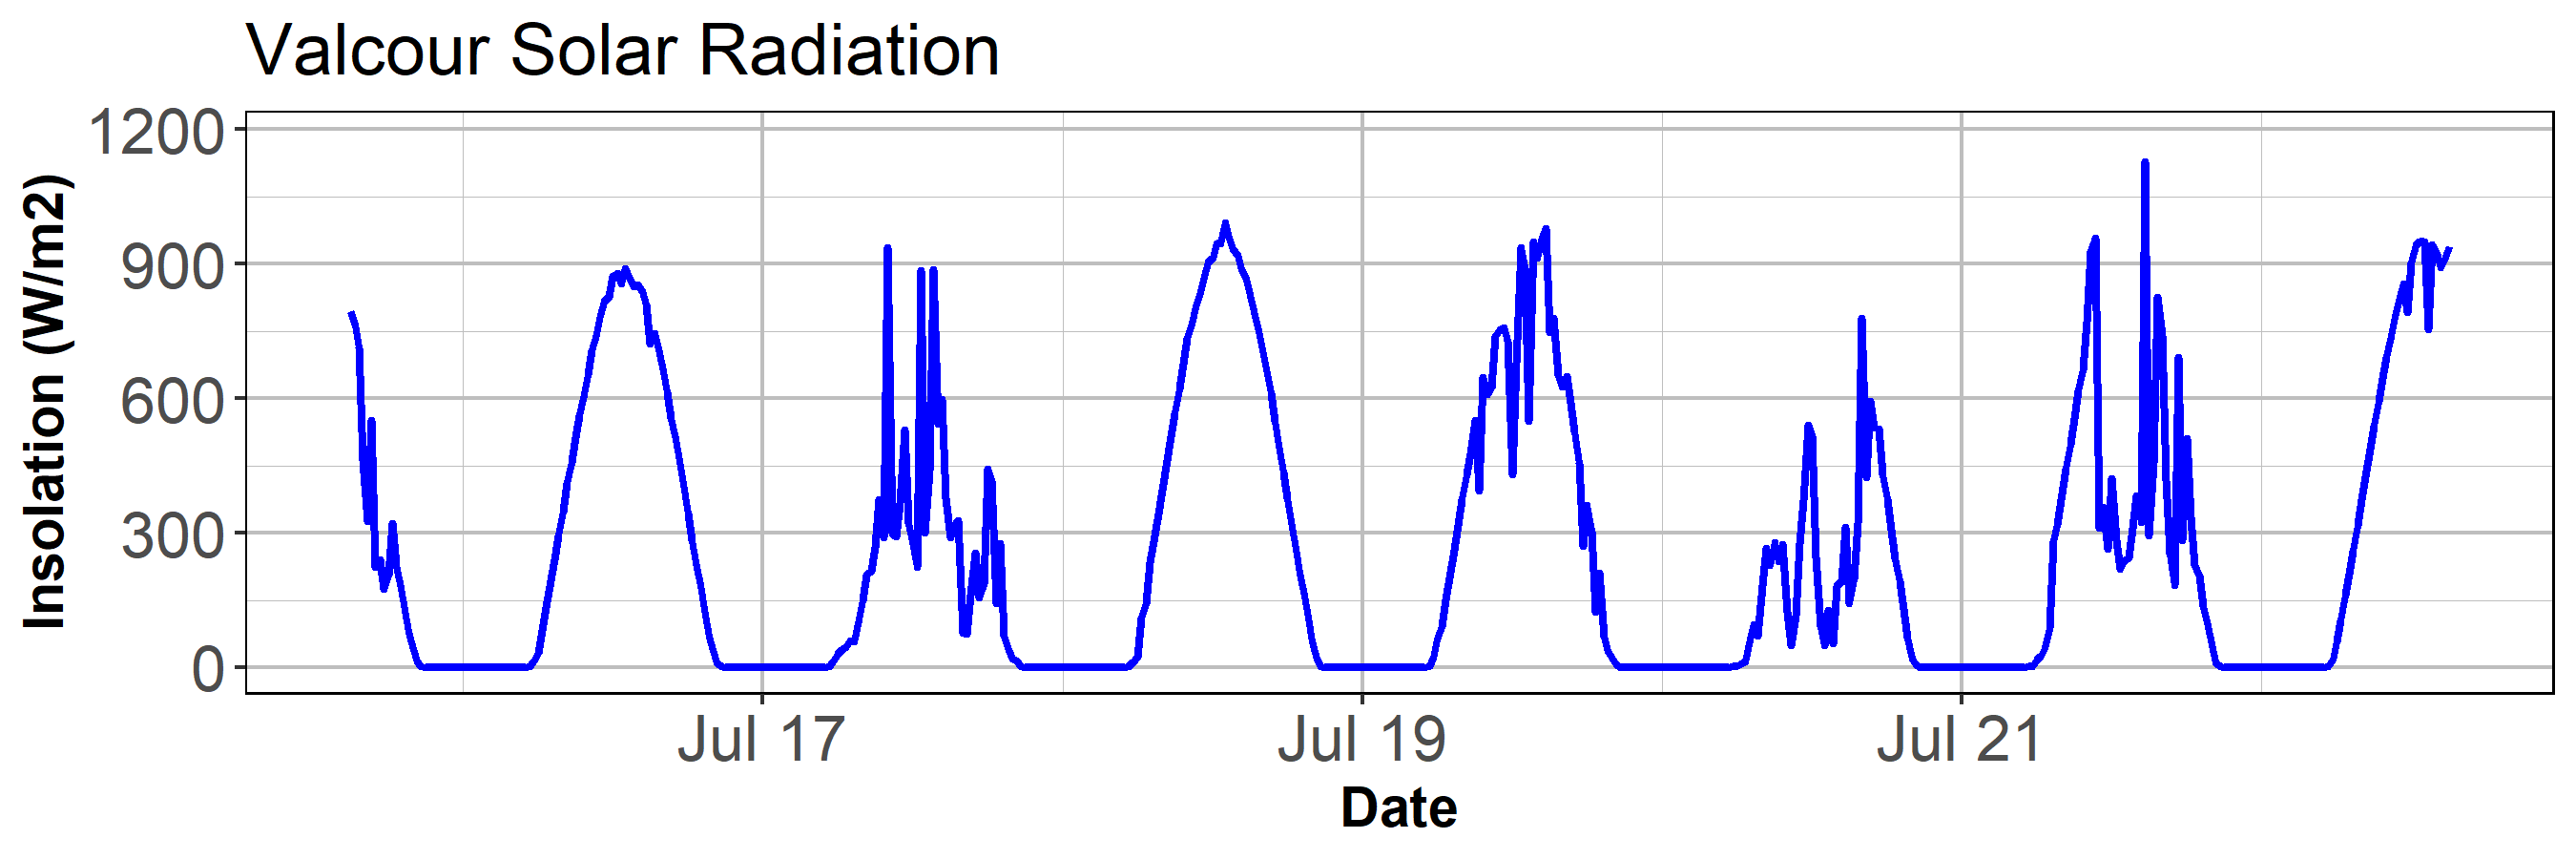 Valcour Solar Radiation
Insolation (W/m2)
1200
900
600
300
0
Jul 17
Jul 19
Jul 21
Date